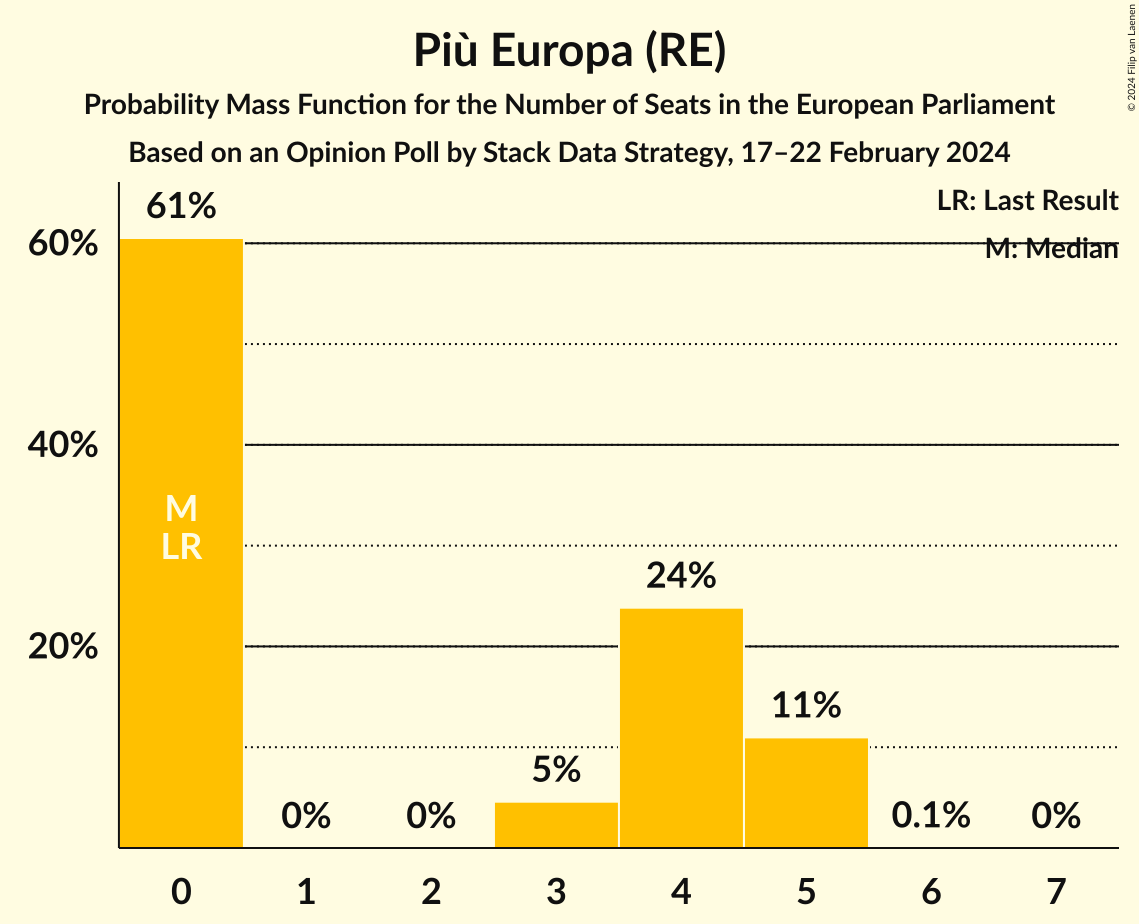 Più Europa (RE)
Probability Mass Function for the Number of Seats in the European Parliament
Based on an Opinion Poll by Stack Data Strategy, 17–22 February 2024
© 2024 Filip van Laenen
LR: Last Result
M: Median
60%
40%
20%
61%
M
LR
0%
0%
5%
24%
11%
0.1%
0%
0
1
2
3
4
5
6
7